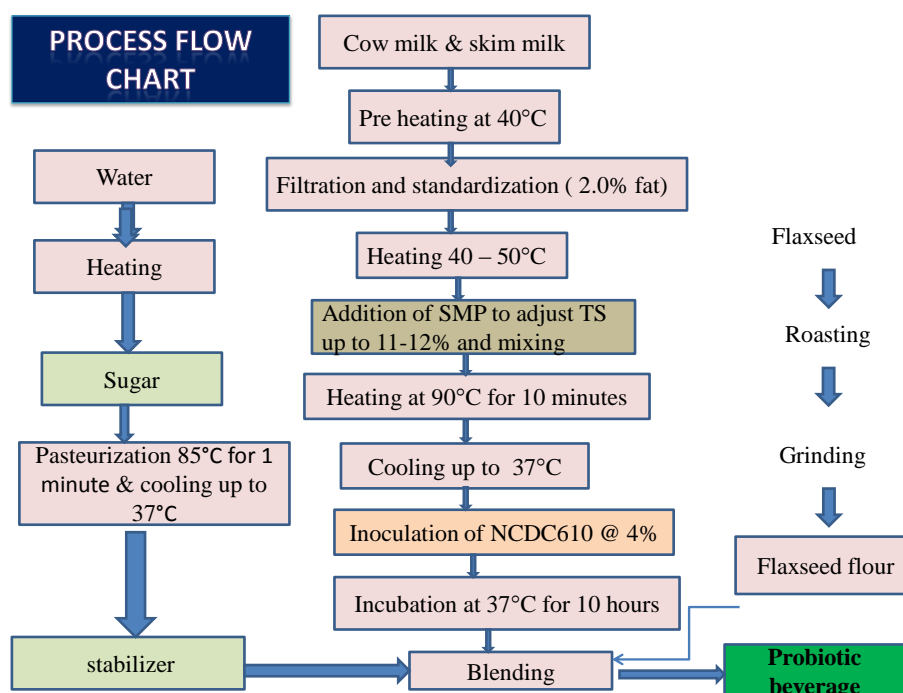 PROCESS FLOW
CHART
Cow milk & skim milk
Pre heating at 40°C
Filtration and standardization ( 2.0% fat)
Heating 40 – 50°C
Addition of SMP to adjust TS
up to 11-12% and mixing
Heating at 90°C for 10 minutes
Cooling up to 37°C
Inoculation of NCDC610 @ 4%
Incubation at 37°C for 10 hours
Blending
Water
Heating
Sugar
Pasteurization 85°C for 1
minute & cooling up to
37°C
stabilizer
Flaxseed
Roasting
Grinding
Flaxseed flour
Probiotic
beverage